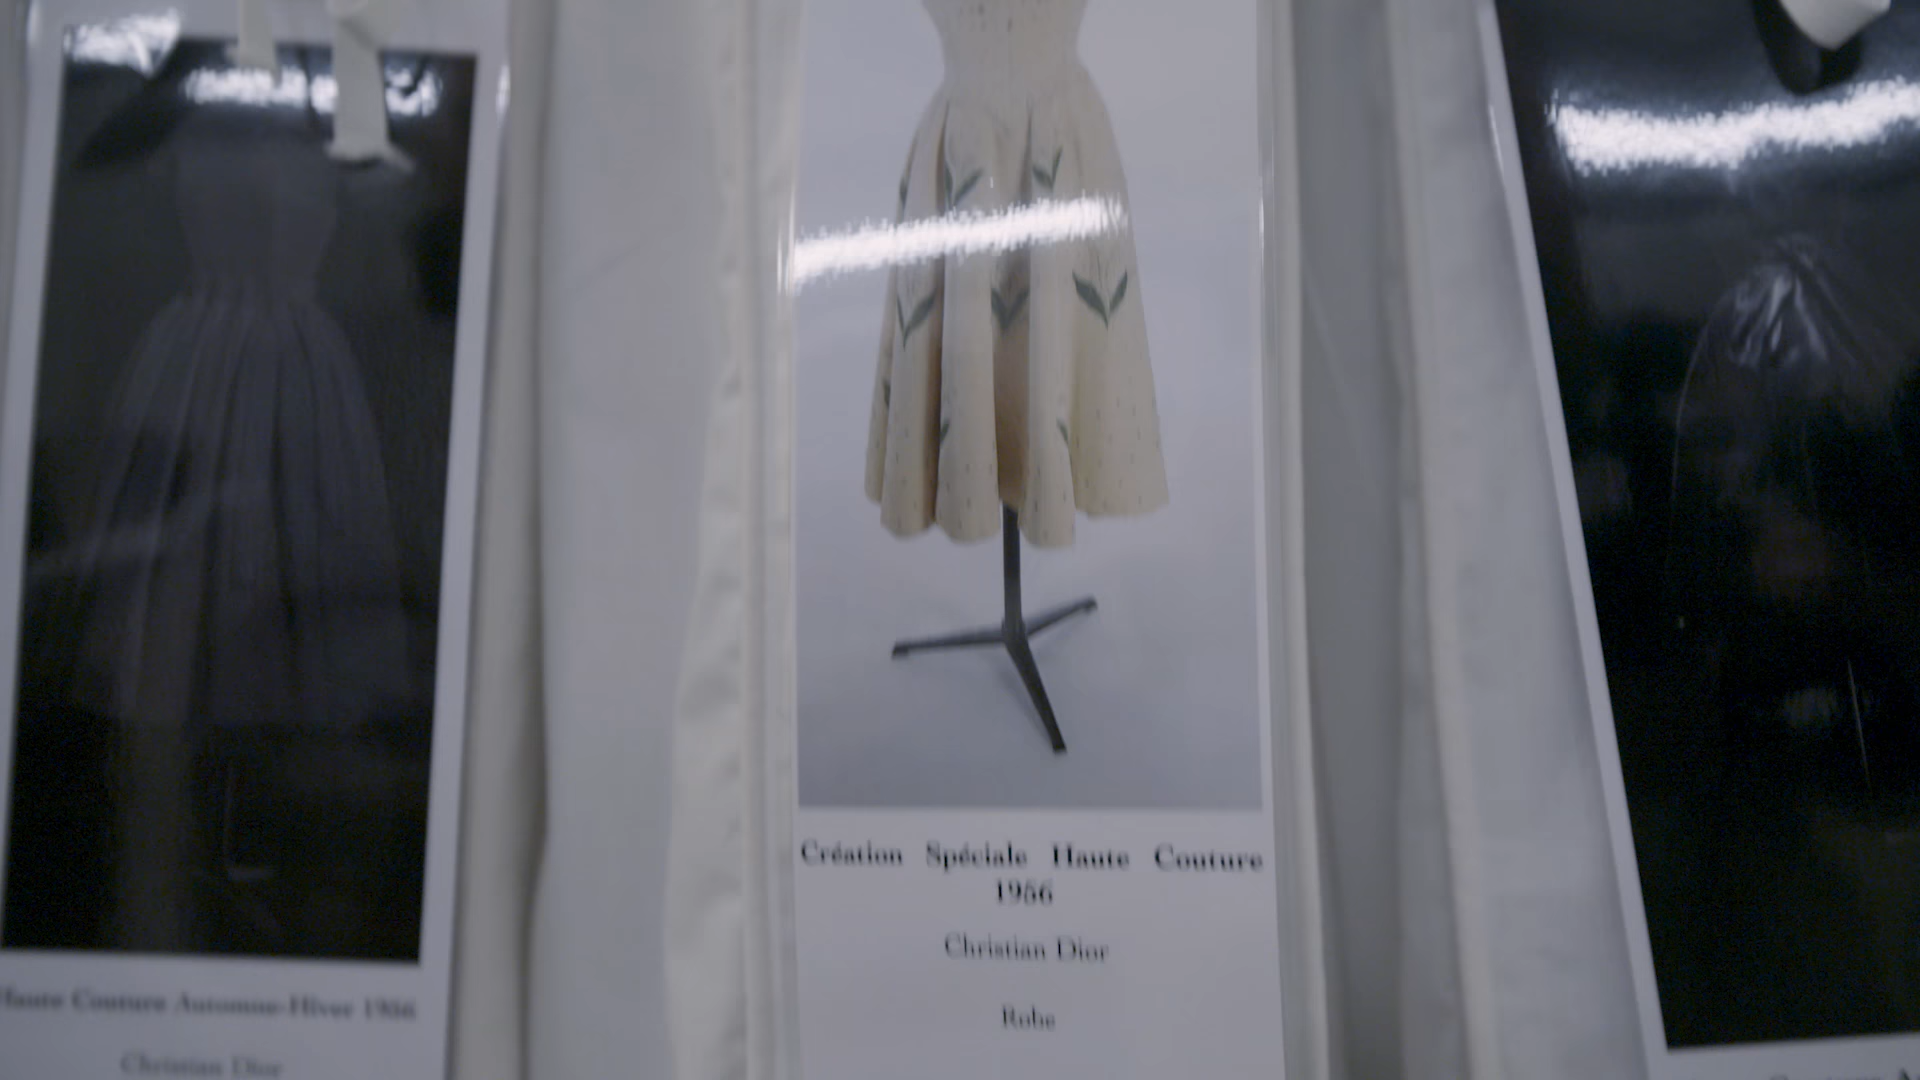 Haute Couture Automne-Hiver 1956
Christian Dior
Création Spéciale Haute Couture
1956
Christian Dior
Robe